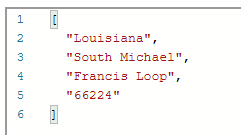 1 [
2 "Louisiana",
3 "South Michael",
4 "Francis Loop",
5 "66224"
6 ]